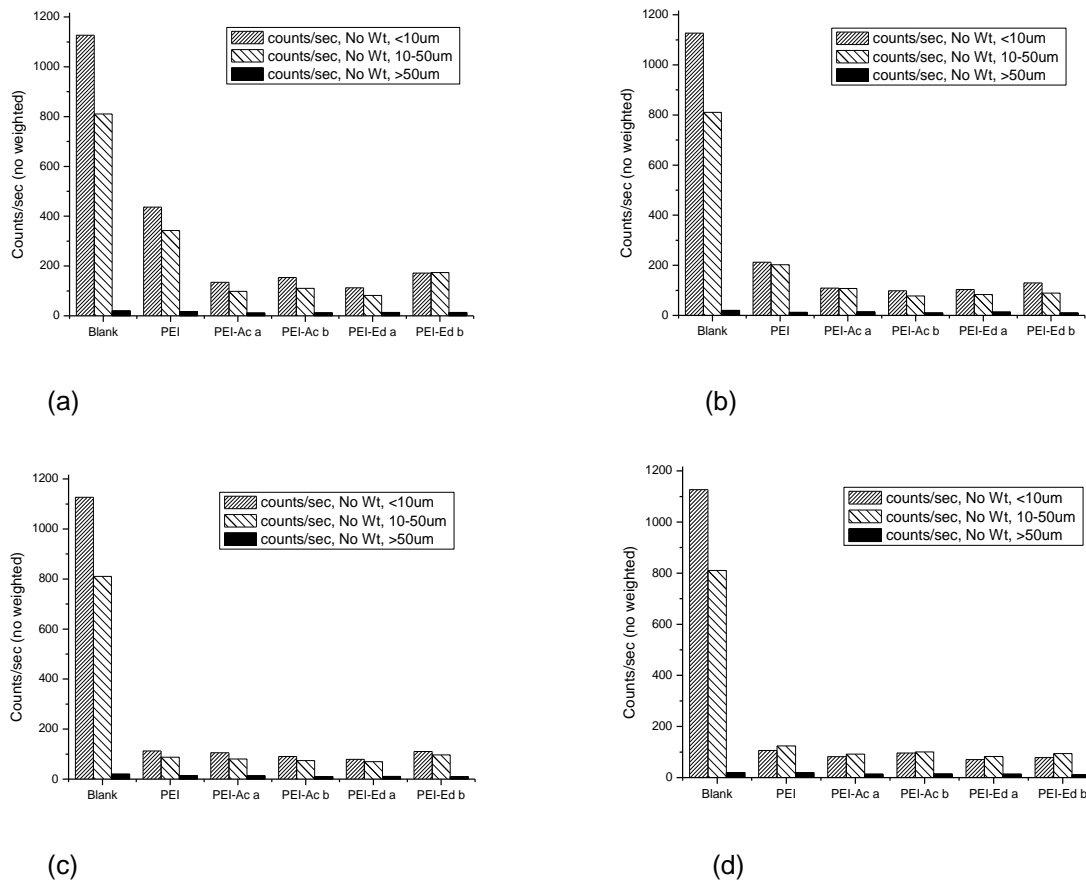 1200
1000
800
600
400
200
0
Counts/sec (no weighted)
counts/sec, No Wt, <10um
counts/sec, No Wt, 10-50um
counts/sec, No Wt, >50um
Blank PEI PEI-Ac a PEI-Ac b PEI-Ed a PEI-Ed b
(a)
1200
1000
800
600
400
200
0
Counts/sec (no weighted)
counts/sec, No Wt, <10um
counts/sec, No Wt, 10-50um
counts/sec, No Wt, >50um
Blank PEI PEI-Ac a PEI-Ac b PEI-Ed a PEI-Ed b
(b)
1200
1000
800
600
400
200
0
Counts/sec (no weighted)
counts/sec, No Wt, <10um
counts/sec, No Wt, 10-50um
counts/sec, No Wt, >50um
Blank PEI PEI-Ac a PEI-Ac b PEI-Ed a PEI-Ed b
(c)
1200
1000
800
600
400
200
0
Counts/sec (no weighted)
counts/sec, No Wt, <10um
counts/sec, No Wt, 10-50um
counts/sec, No Wt, >50um
Blank PEI PEI-Ac a PEI-Ac b PEI-Ed a PEI-Ed b
(d)